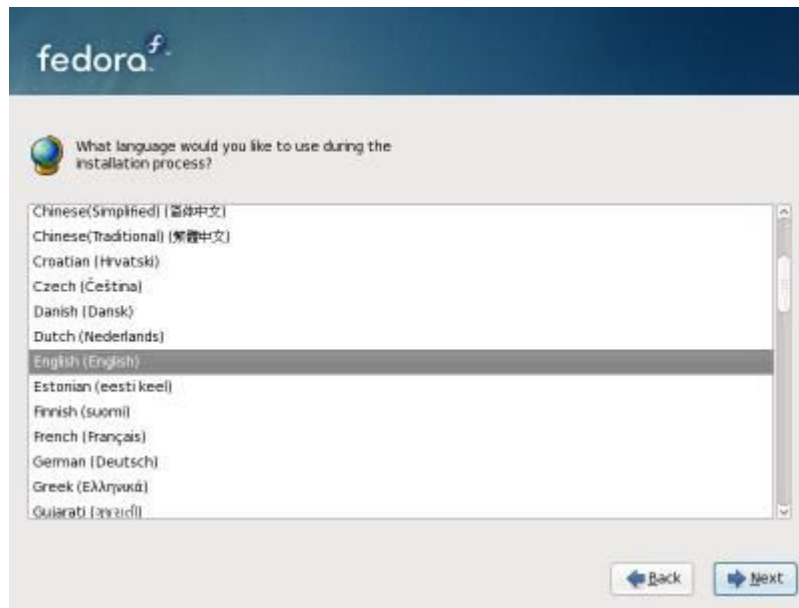 fedora
What language would you like to use during the
installation process?
Chinese(Simplified) (简体中文)
Chinese(Traditional) (繁體中文)
Croatian (Hrvatski)
Czech (Čeština)
Danish (Dansk)
Dutch (Nederlands)
English (English)
Estonian (eesti keel)
Finnish (suomi)
French (Français)
German (Deutsch)
Greek (Ελληνικά)
Gujarati (ગુજરાતી)
Back
Next